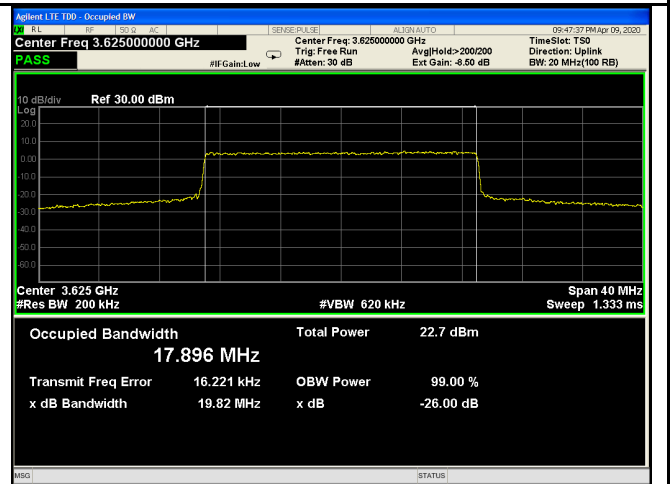 Agilent LTE TDD - Occupied BW
RL RF 50 Ω AC SENSE:PULSE ALIGN AUTO 09:47:37 PM Apr 09, 2020
Center Freq 3.625000000 GHz Center Freq: 3.625000000 GHz TimeSlot: TS0
Trig: Free Run Avg|Hold:>200/200 Direction: Uplink
PASS #IFGain:Low #Atten: 30 dB Ext Gain: -8.50 dB BW: 20 MHz(100 RB)
10 dB/div Ref 30.00 dBm
Log
20.0
10.0
0.00
-10.0
-20.0
-30.0
-40.0
-50.0
-60.0
Center 3.625 GHz Span 40 MHz
#Res BW 200 kHz #VBW 620 kHz Sweep 1.333 ms
Occupied Bandwidth Total Power 22.7 dBm
17.896 MHz
Transmit Freq Error 16.221 kHz OBW Power 99.00 %
x dB Bandwidth 19.82 MHz x dB -26.00 dB
MSG STATUS